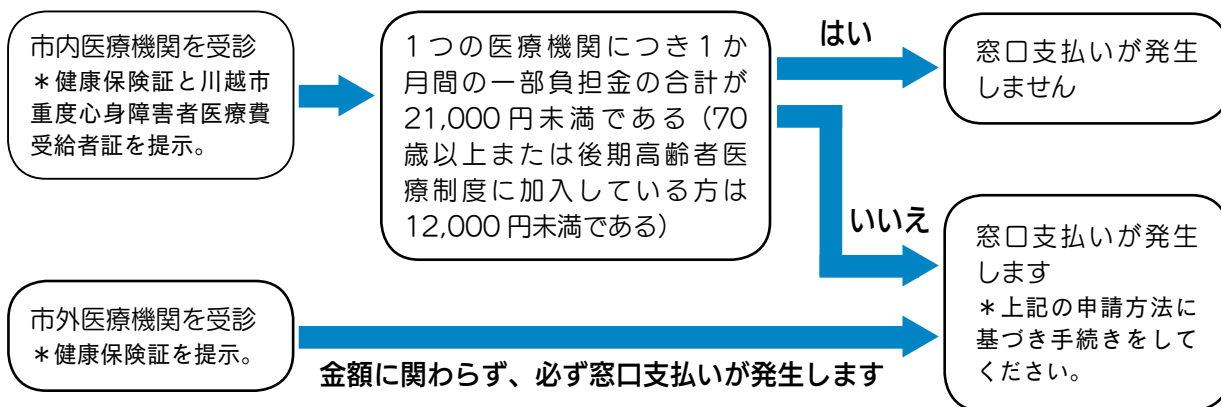 市内医療機関を受診
＊健康保険証と川越市
重度心身障害者医療費
受給者証を提示。
１つの医療機関につき１か
月間の一部負担金の合計が
21,000円未満である（70
歳以上または後期高齢者医
療制度に加入している方は
12,000円未満である）
はい
窓口支払いが発生
しません
いいえ
窓口支払いが発生
します
＊上記の申請方法に
基づき手続きをして
ください。
市外医療機関を受診
＊健康保険証を提示。
金額に関わらず、必ず窓口支払いが発生します